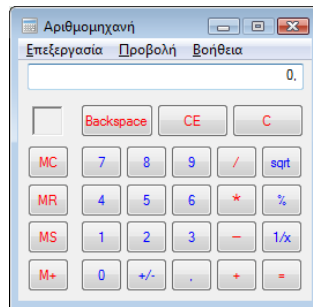 Αριθμομηχανή
Επεξεργασία Προβολή Βοήθεια
0,
Backspace CE C
MC 7 8 9 / sqrt
MR 4 5 6 * %
MS 1 2 3 - 1/x
M+ 0 +/- . + =